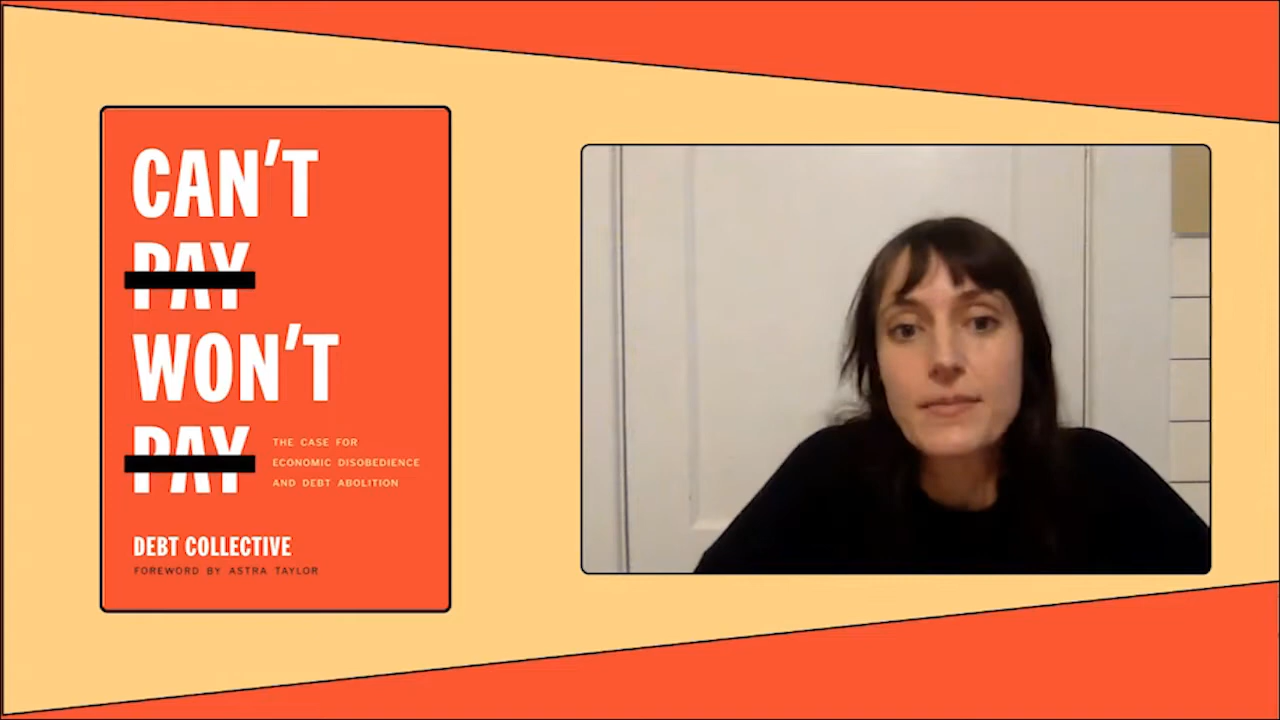 CAN'T
PAY
WON'T
PAY
THE CASE FOR
ECONOMIC DISOBEDIENCE
AND DEBT ABOLITION
DEBT COLLECTIVE
FOREWORD BY ASTRA TAYLOR